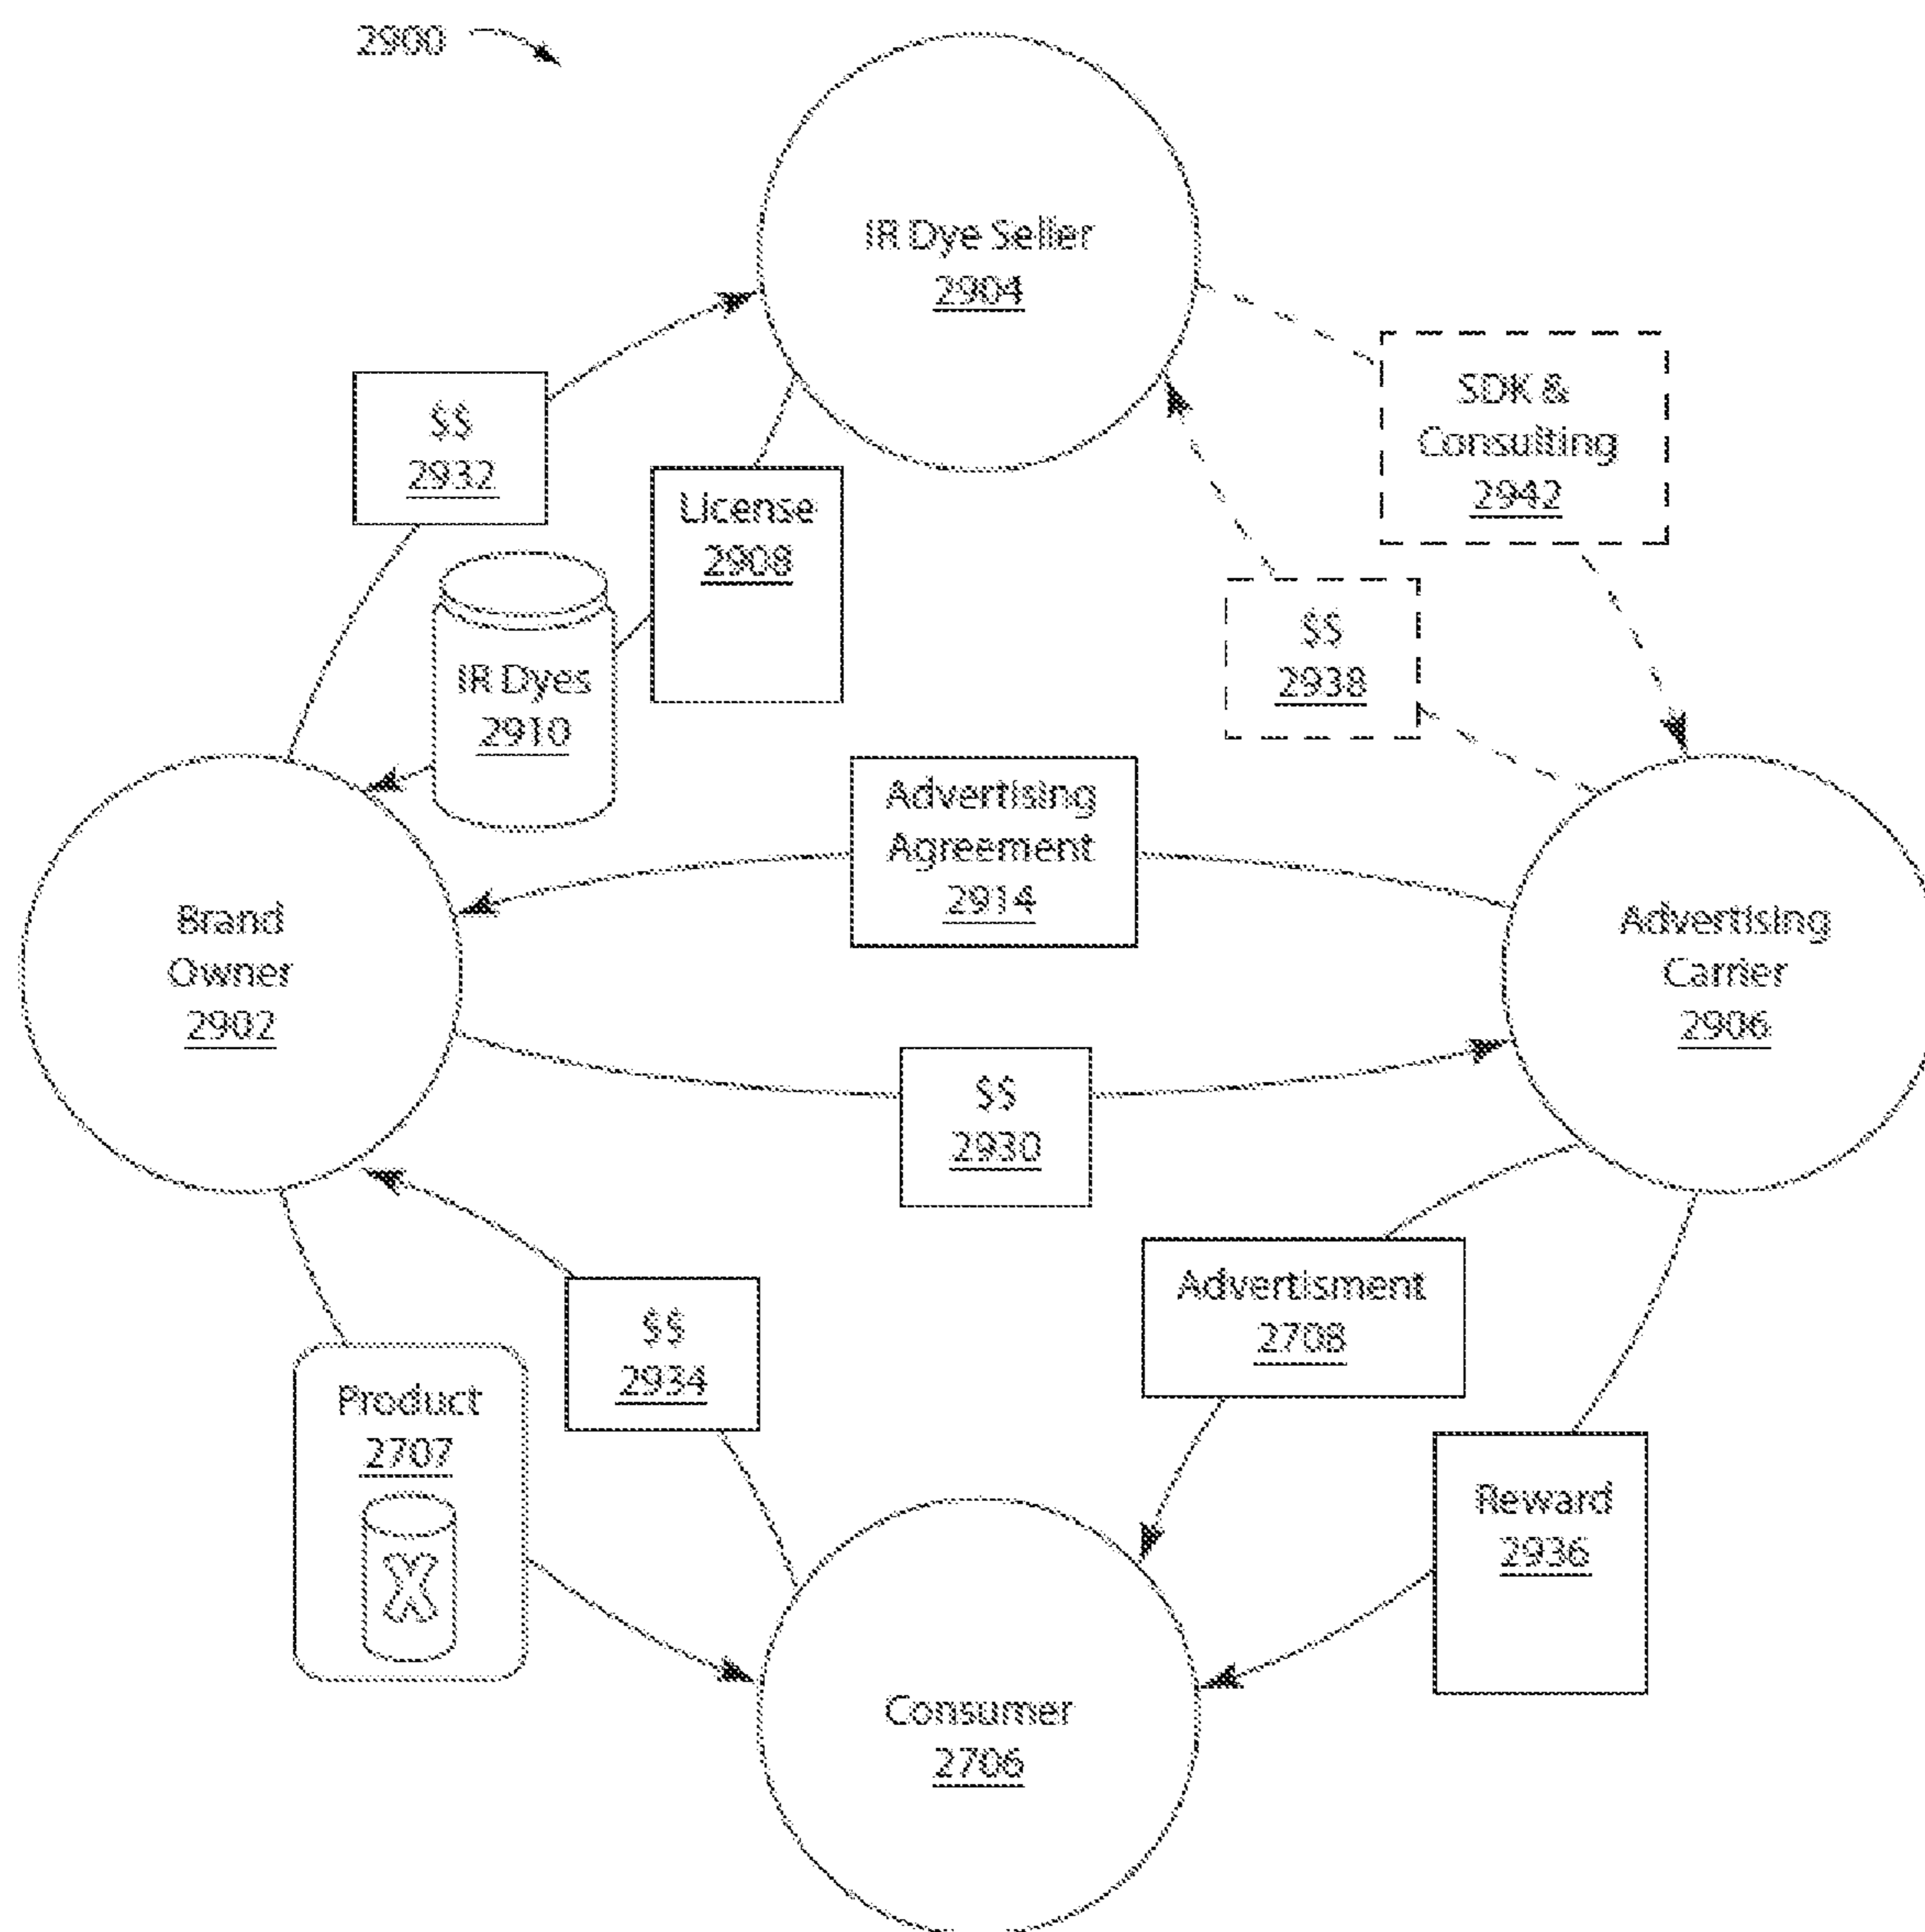 2900
IR Dye Seller
2904
$$
2932
License
2908
SDK &
Consulting
2942
IR Dyes
2910
$$
2938
Advertising
Agreement
2914
Brand
Owner
2902
Advertising
Carrier
2906
$$
2930
Advertisment
2708
$$
2934
Product
2707
X
Reward
2936
Consumer
2706